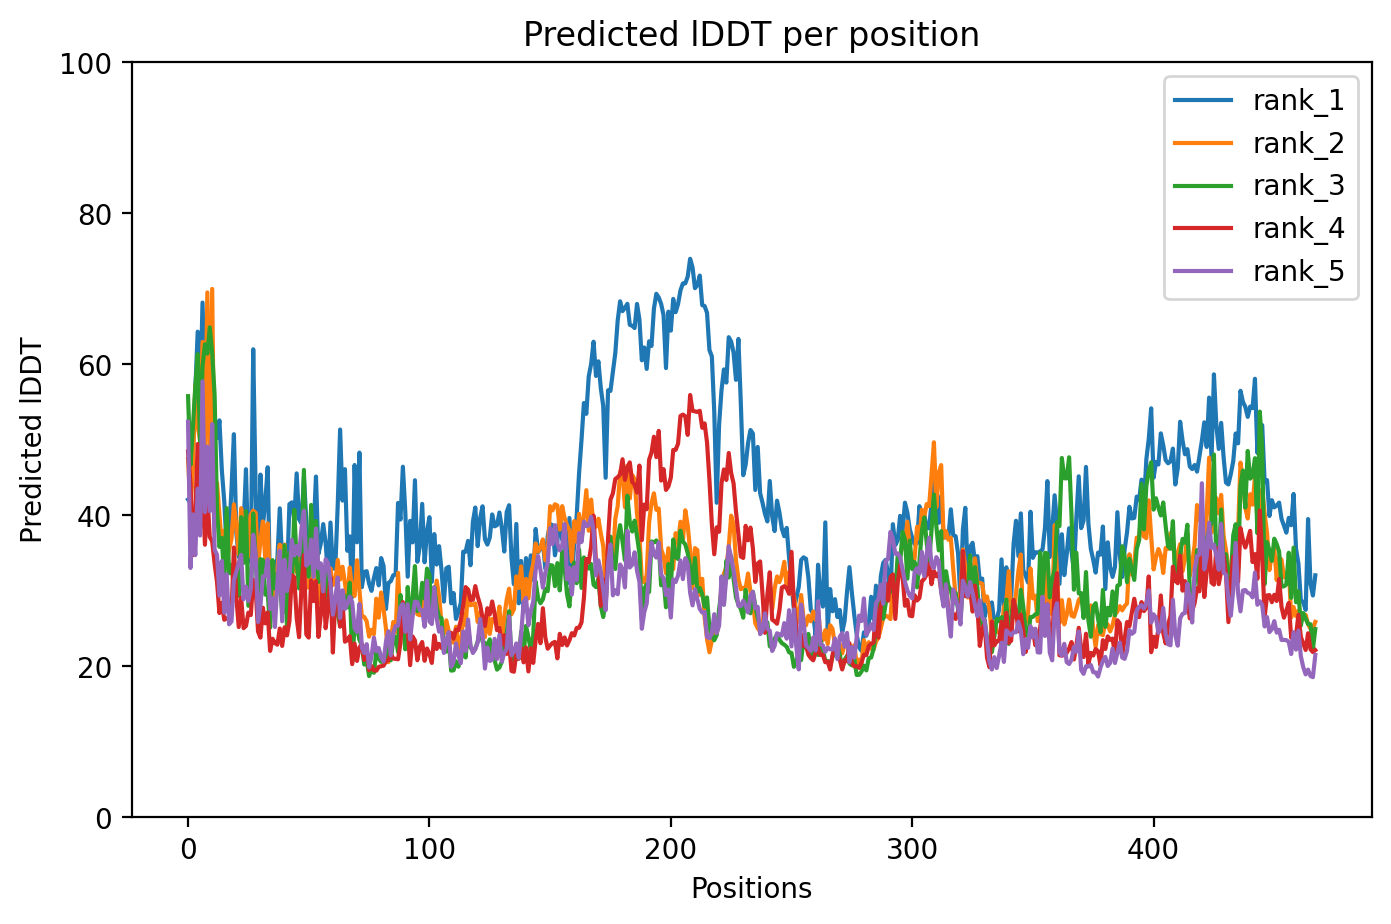 Predicted lDDT per position
100
80
60
40
20
0
Predicted lDDT
0 100 200 300 400
Positions
rank_1
rank_2
rank_3
rank_4
rank_5